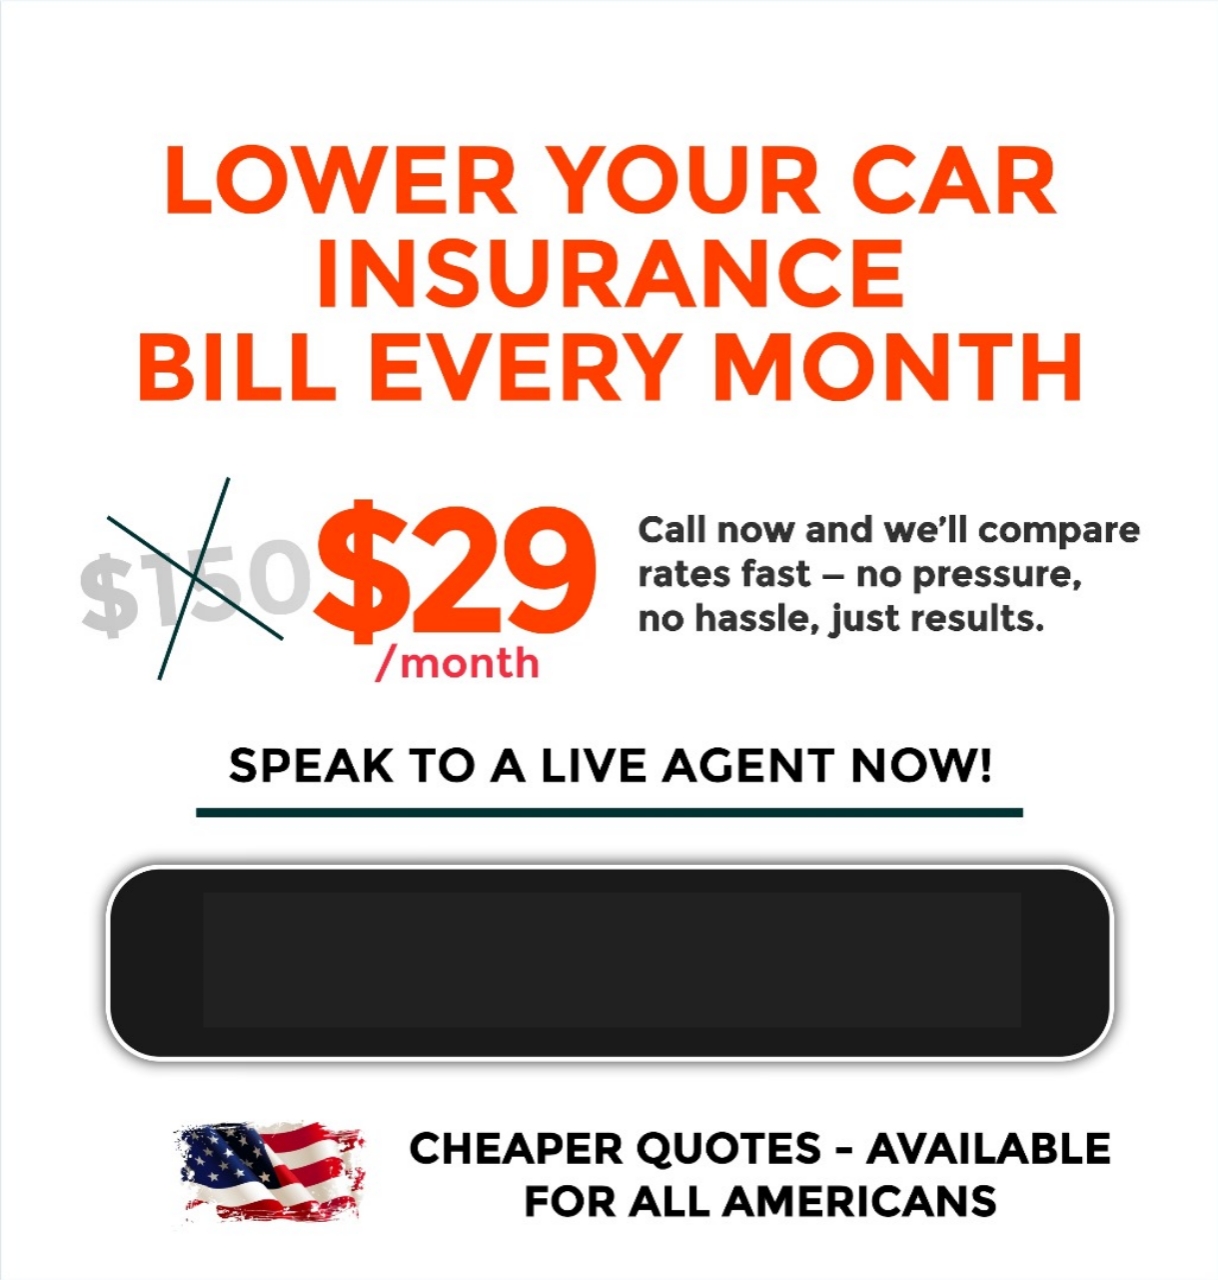 LOWER YOUR CAR
INSURANCE
BILL EVERY MONTH
$150
$29
/month
Call now and we’ll compare
rates fast – no pressure,
no hassle, just results.
SPEAK TO A LIVE AGENT NOW!
CHEAPER QUOTES - AVAILABLE
FOR ALL AMERICANS